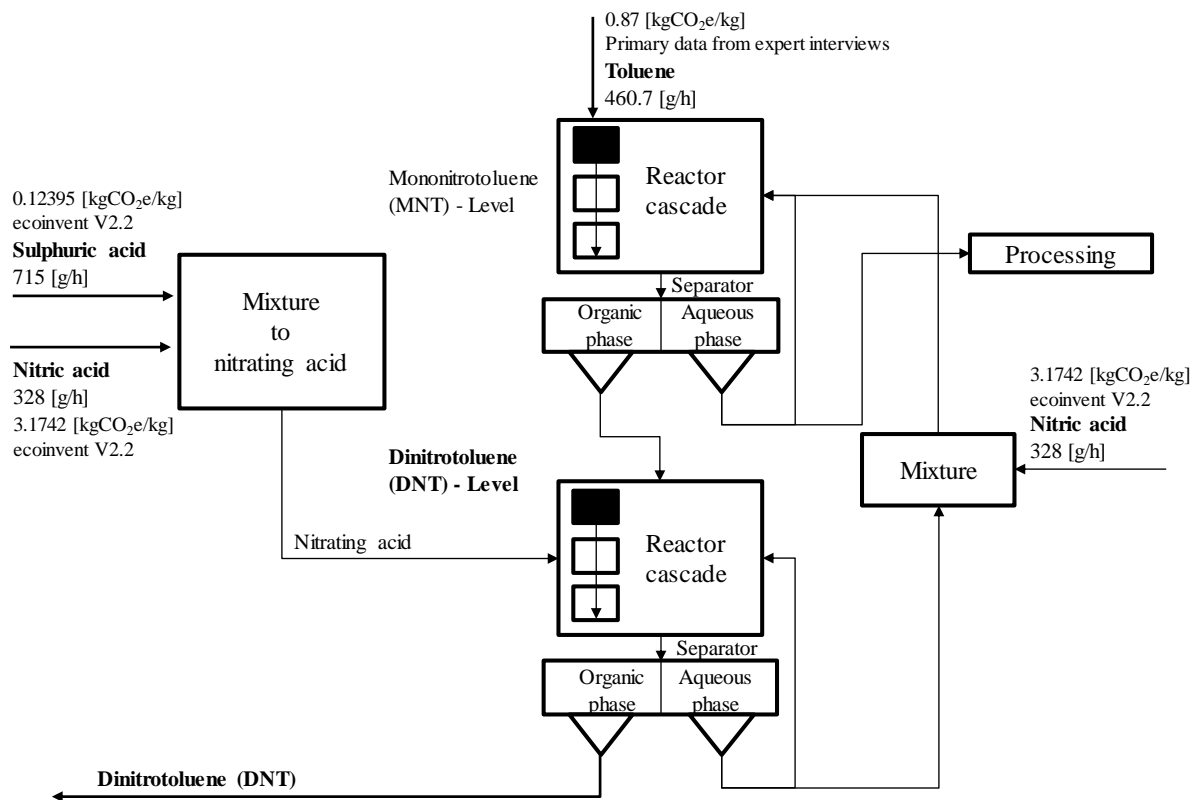 0.87 [kgCO₂e/kg]
Primary data from expert interviews
Toluene
460.7 [g/h]
Mononitrotoluene
(MNT) - Level
Reactor
cascade
0.12395 [kgCO₂e/kg]
ecoinvent V2.2
Sulphuric acid
715 [g/h]
Mixture
to
nitrating acid
Nitric acid
328 [g/h]
3.1742 [kgCO₂e/kg]
ecoinvent V2.2
Processing
Separator
Organic
phase
Aqueous
phase
3.1742 [kgCO₂e/kg]
ecoinvent V2.2
Nitric acid
328 [g/h]
Mixture
Dinitrotoluene
(DNT) - Level
Reactor
cascade
Nitrating acid
Separator
Organic
phase
Aqueous
phase
Dinitrotoluene (DNT)